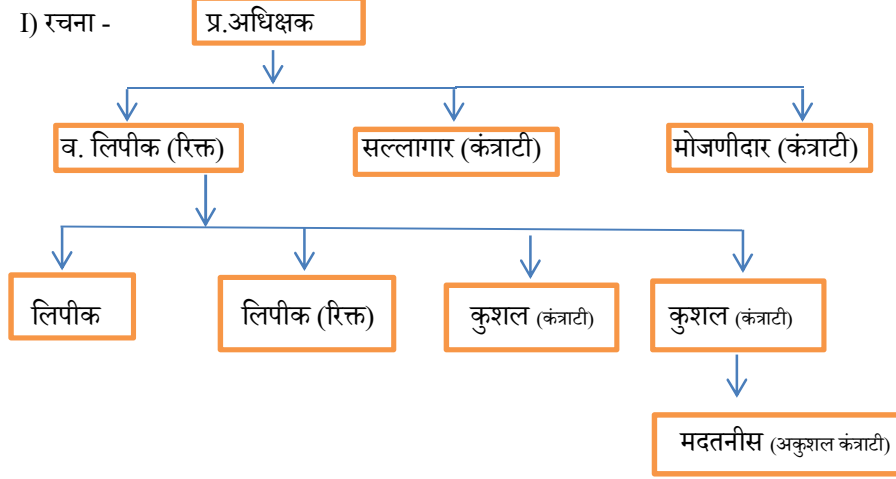 I) रचना -
प्र.अधिक्षक
व. लिपीक (रिक्त)
सल्लागार (कंत्राटी)
मोजणीदार (कंत्राटी)
लिपीक
लिपीक (रिक्त)
कुशल (कंत्राटी)
कुशल (कंत्राटी)
मदतनीस (अकुशल कंत्राटी)